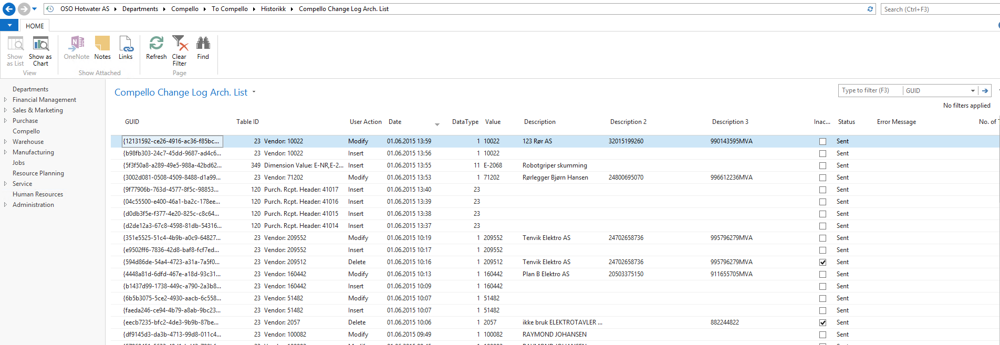 OSO Hotwater AS Departments Compello To Compello Historikk Compello Change Log Arch. List Search (Ctrl+F3)
HOME
Show as List Show as Chart OneNote Notes Links Refresh Clear Filter Find
View Show Attached Page
Departments
Financial Management
Sales & Marketing
Purchase
Compello
Warehouse
Manufacturing
Jobs
Resource Planning
Service
Human Resources
Administration
Compello Change Log Arch. List
Type to filter (F3) GUID
No filters applied
GUID Table ID User Action Date DataType Value Description Description 2 Description 3 Inac... Status Error Message No. of
{12131592-ce26-4916-ac36-f85bc... 23 Vendor: 10022 Modify 01.06.2015 13:59 1 10022 123 Rør AS 32015199260 990143595MVA Sent
{b98fb303-24c7-45dd-9687-ad4c6... 23 Vendor: 10022 Insert 01.06.2015 13:56 1 10022 Sent
{5f3f50a8-a289-49e5-988a-42bd62... 349 Dimension Value: E-NR,E-2... Insert 01.06.2015 13:55 11 E-2068 Robotgriper skumming Sent
{3002d081-0508-4509-8488-d1a99... 23 Vendor: 71202 Modify 01.06.2015 13:53 1 71202 Rørlegger Bjørn Hansen 24800695070 996612236MVA Sent
{9f77906b-763d-4577-8f5c-98853... 120 Purch. Rcpt. Header: 41017 Insert 01.06.2015 13:40 23 Sent
{04c55500-e400-46a1-ba2c-178ee... 120 Purch. Rcpt. Header: 41016 Insert 01.06.2015 13:39 23 Sent
{d0db3f5e-f377-4e20-825c-c8c64... 120 Purch. Rcpt. Header: 41015 Insert 01.06.2015 13:38 23 Sent
{d2de12a3-67c8-4598-81db-54316... 120 Purch. Rcpt. Header: 41014 Insert 01.06.2015 13:37 23 Sent
{351e5525-51c4-4b9b-a0c9-64827... 23 Vendor: 209552 Modify 01.06.2015 10:19 1 209552 Tenvik Elektro AS 24702658736 995796279MVA Sent
{e9502ff6-7836-42d8-baf8-fcf7ed... 23 Vendor: 209552 Insert 01.06.2015 10:17 1 209552 Sent
{594d86de-54a4-4723-a31a-7a5f0... 23 Vendor: 209512 Delete 01.06.2015 10:16 1 209512 Tenvik Elektro AS 24702658736 995796279MVA Sent
{4448a81d-6dfd-467e-a18d-93c31... 23 Vendor: 160442 Modify 01.06.2015 10:13 1 160442 Plan B Elektro AS 20503375150 911655705MVA Sent
{b1437d99-1738-449c-a790-2a3b8... 23 Vendor: 160442 Insert 01.06.2015 10:09 1 160442 Sent
{6b5b3075-5ce2-4930-aacb-6c558... 23 Vendor: 51482 Modify 01.06.2015 10:07 1 51482 Sent
{faeda246-ce94-4b79-a8ab-9bc23... 23 Vendor: 51482 Insert 01.06.2015 10:07 1 51482 Sent
{eecb7235-bfc2-4de3-9b9b-87be... 23 Vendor: 2057 Delete 01.06.2015 10:06 1 2057 ikke bruk ELEKTROTAVLER ... 882244822 Sent
{df9145d3-da3b-4713-99d8-011c4... 23 Vendor: 100082 Modify 01.06.2015 09:49 1 100082 RAYMOND JOHANSEN Sent